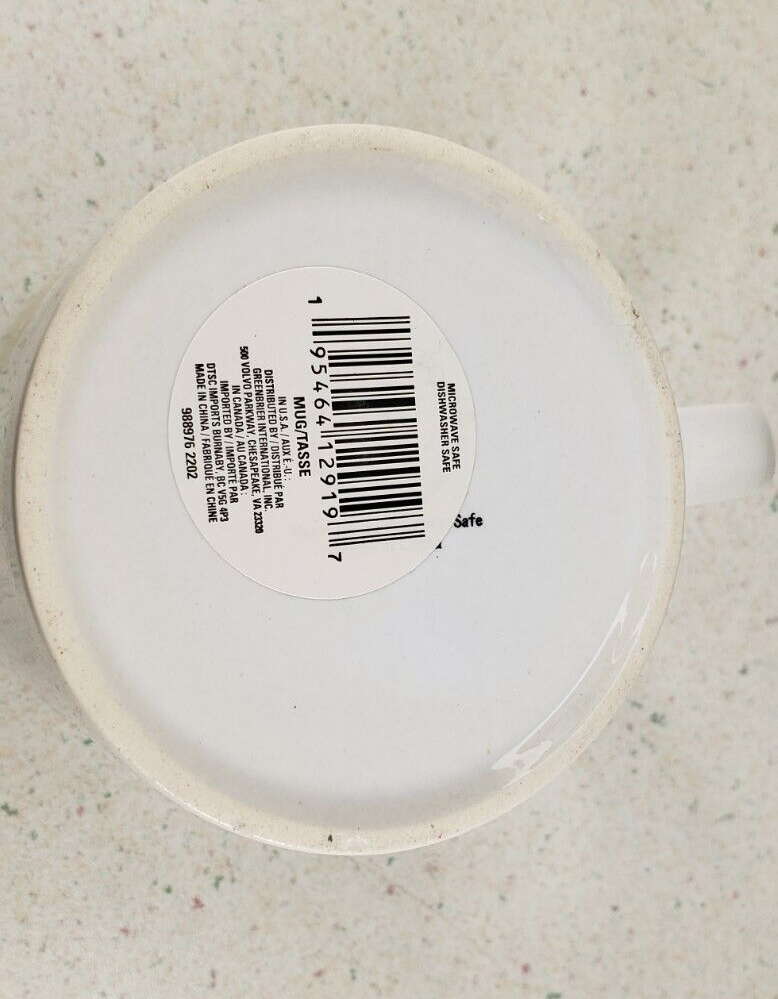 MICROWAVE SAFE
DISHWASHER SAFE
1 95464 12919 7
MUG/TASSE
IN U.S.A. / AUX É.-U. :
DISTRIBUTED BY / DISTRIBUÉ PAR
GREENBRIER INTERNATIONAL, INC.
500 VOLVO PARKWAY, CHESAPEAKE, VA 23320
IN CANADA / AU CANADA :
IMPORTED BY / IMPORTÉ PAR
DTSC IMPORTS BURNABY, BC V5G 4P3
MADE IN CHINA / FABRIQUÉ EN CHINE
988976 2202
Safe